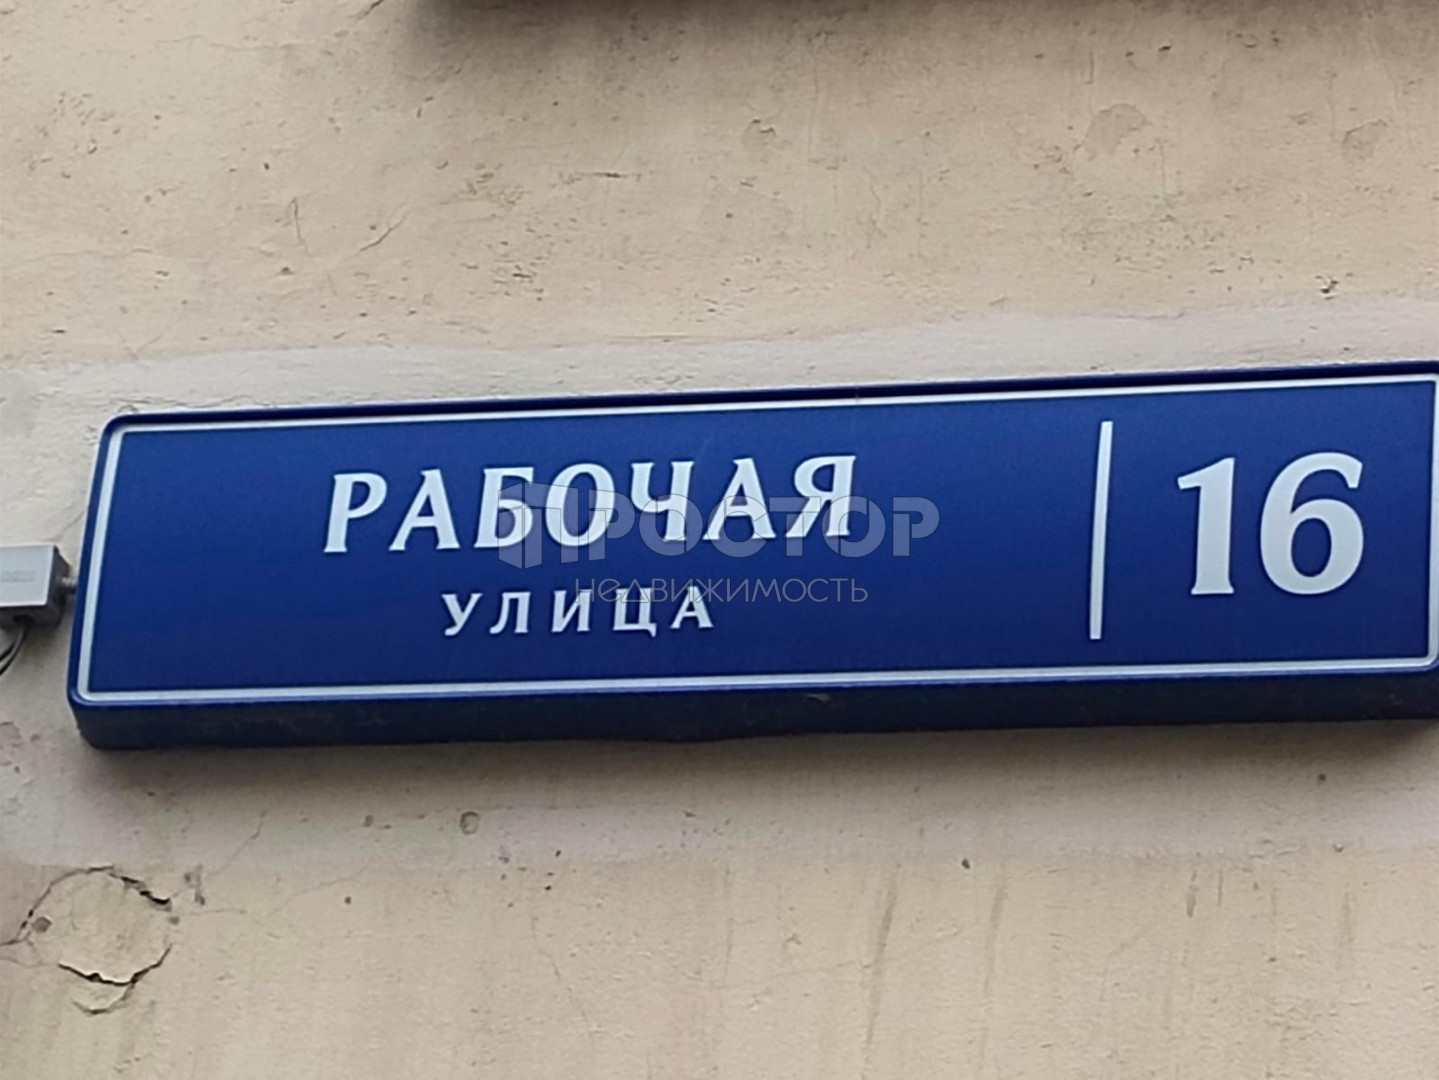 РАБОЧАЯ
УЛИЦА
16
ПРОСТОР
НЕДВИЖИМОСТЬ